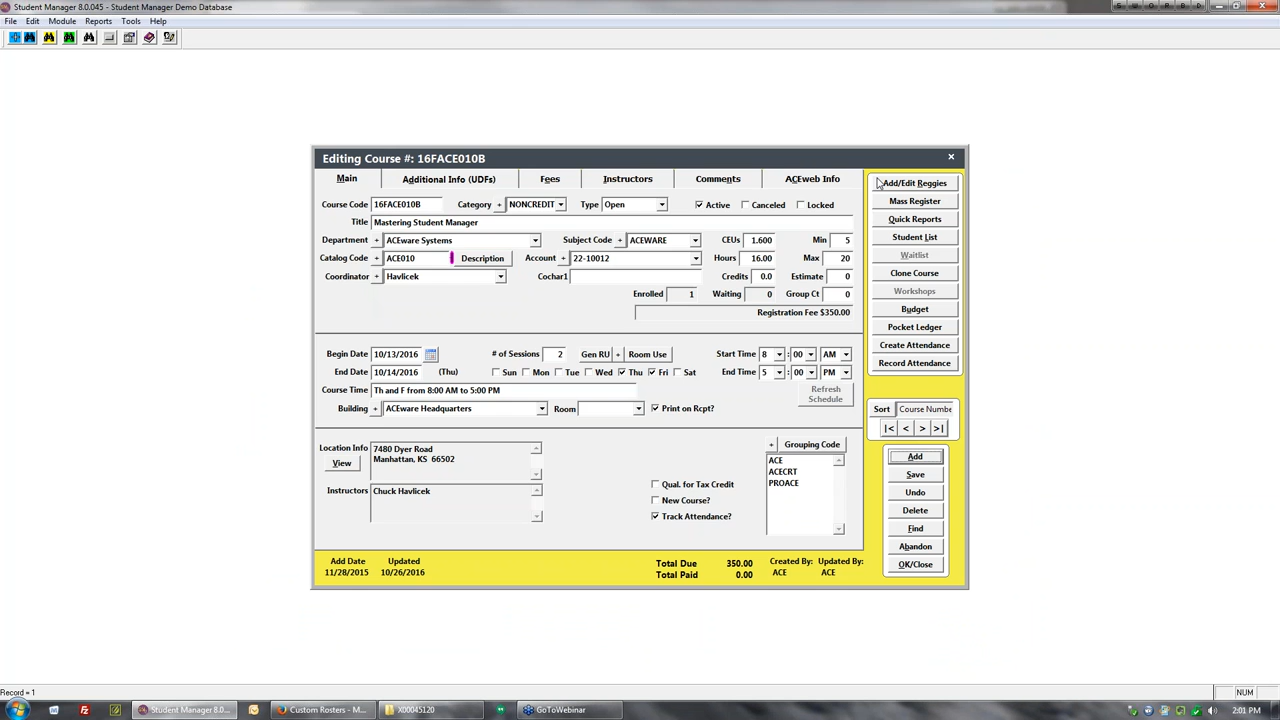 Student Manager 8.0.045 - Student Manager Demo Database
File Edit Module Reports Tools Help
Editing Course #: 16FACE010B
Main Additional Info (UDFs) Fees Instructors Comments ACEweb Info
Course Code 16FACE010B Category + NONCREDIT Type Open Active Canceled Locked
Title Mastering Student Manager
Department + ACEware Systems Subject Code + ACEWARE CEUs 1.600 Min 5
Catalog Code + ACE010 Description Account + 22-10012 Hours 16.00 Max 20
Coordinator + Havlicek Cochar1 Credits 0.0 Estimate 0
Enrolled 1 Waiting 0 Group Ct 0
Registration Fee $350.00
Begin Date 10/13/2016 # of Sessions 2 Gen RU + Room Use Start Time 8 : 00 AM
End Date 10/14/2016 (Thu) Sun Mon Tue Wed Thu Fri Sat End Time 5 : 00 PM
Course Time Th and F from 8:00 AM to 5:00 PM Refresh Schedule
Building + ACEware Headquarters Room Print on Rcpt?
Location Info 7480 Dyer Road
View Manhattan, KS 66502
Instructors Chuck Havlicek
+ Grouping Code
ACE
ACECRT
PROACE
Qual. for Tax Credit
New Course?
Track Attendance?
Add Date Updated Total Due 350.00 Created By: Updated By:
11/28/2015 10/26/2016 Total Paid 0.00 ACE ACE
Add/Edit Reggies
Mass Register
Quick Reports
Student List
Waitlist
Clone Course
Workshops
Budget
Pocket Ledger
Create Attendance
Record Attendance
Sort Course Numbe
|< < > >|
Add
Save
Undo
Delete
Find
Abandon
OK/Close
Record = 1 NUM
Student Manager 8.0... Custom Rosters - M... X00045120 GoToWebinar 2:01 PM